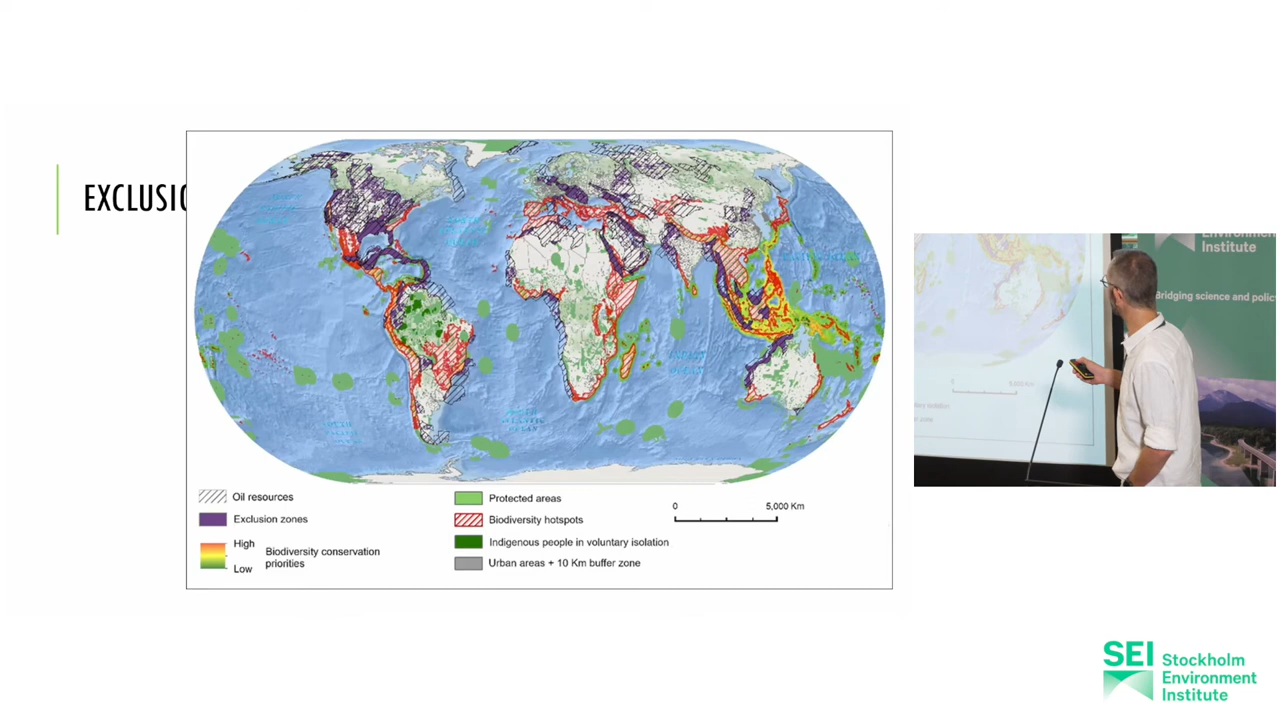 EXCLUSIO
Oil resources
Exclusion zones
High
Low
Biodiversity conservation
priorities
Protected areas
Biodiversity hotspots
Indigenous people in voluntary isolation
Urban areas + 10 Km buffer zone
0
5,000 Km
Environment
Institute
Bridging science and polic
SEI Stockholm
Environment
Institute